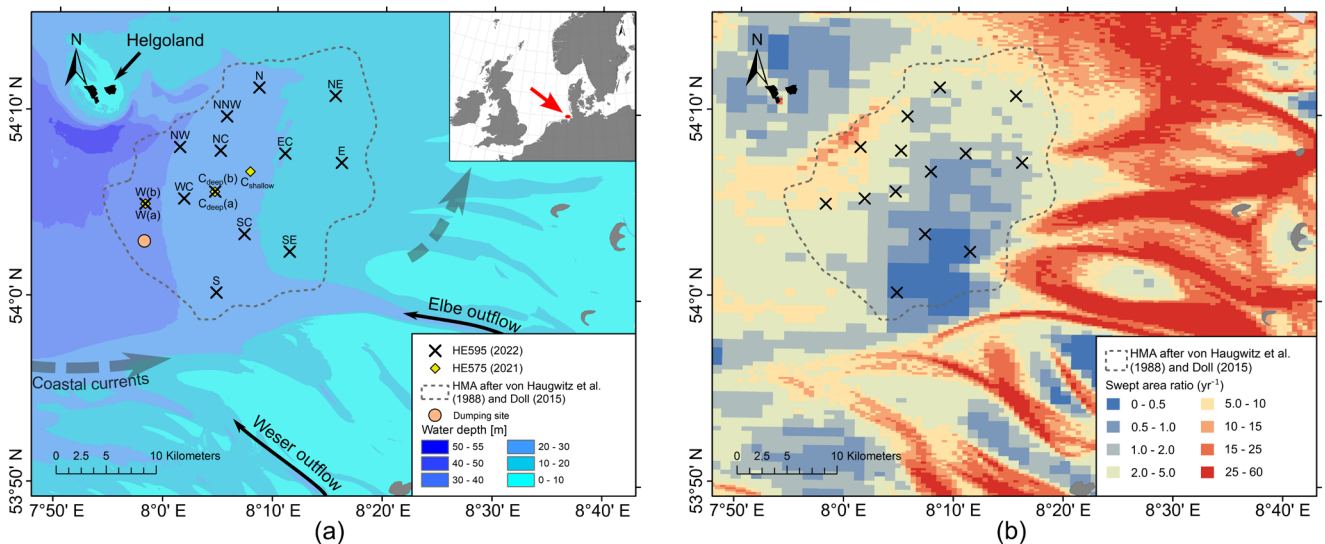 (a)
N
Helgoland
N
NE
NNW
NW
NC
EC
E
C_deep(b)
C_shallow
W(b)
WC
C_deep(a)
W(a)
SC
SE
S
Elbe outflow
Coastal currents
Weser outflow
HE595 (2022)
HE575 (2021)
HMA after von Haugwitz et al.
(1988) and Doll (2015)
Dumping site
Water depth [m]
50 - 55
20 - 30
40 - 50
10 - 20
30 - 40
0 - 10
0 2.5 5 10 Kilometers
54°10' N
54°0' N
53°50' N
7°50' E
8°0' E
8°10' E
8°20' E
8°30' E
8°40' E
(b)
N
HMA after von Haugwitz et al.
(1988) and Doll (2015)
Swept area ratio (yr⁻¹)
0 - 0.5
5.0 - 10
0.5 - 1.0
10 - 15
1.0 - 2.0
15 - 25
2.0 - 5.0
25 - 60
0 2.5 5 10 Kilometers
54°10' N
54°0' N
53°50' N
7°50' E
8°0' E
8°10' E
8°20' E
8°30' E
8°40' E